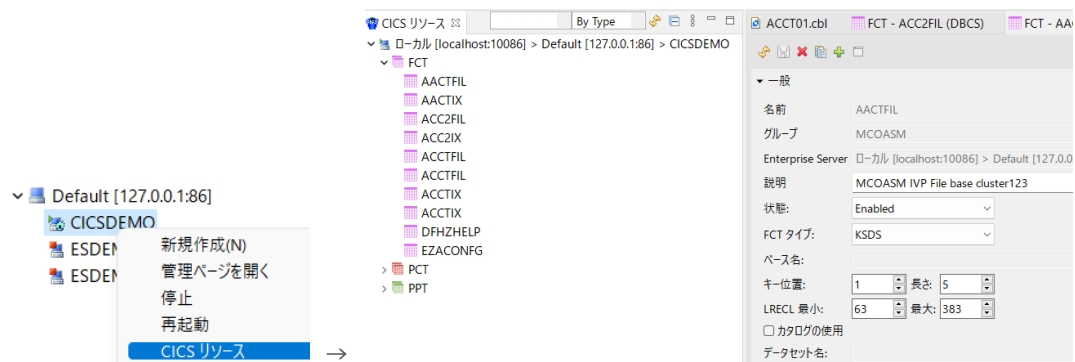 Default [127.0.0.1:86]
CICSDEMO
ESDEM
ESDEM
新規作成(N)
管理ページを開く
停止
再起動
CICS リソース
→
CICS リソース
By Type
ローカル [localhost:10086] > Default [127.0.0.1:86] > CICSDEMO
FCT
AACTFIL
AACTIX
ACC2FIL
ACC2IX
ACCTFIL
ACCTFIL
ACCTIX
ACCTIX
DFHZHELP
EZACONFG
PCT
PPT
ACCT01.cbl
FCT - ACC2FIL (DBCS)
FCT - AAC
一般
名前 AACTFIL
グループ MCOASM
Enterprise Server ローカル [localhost:10086] > Default [127.0.0
説明 MCOASM IVP File base cluster123
状態: Enabled
FCT タイプ: KSDS
ベース名:
キー位置: 1 長さ: 5
LRECL 最小: 63 最大: 383
カタログの使用
データセット名: